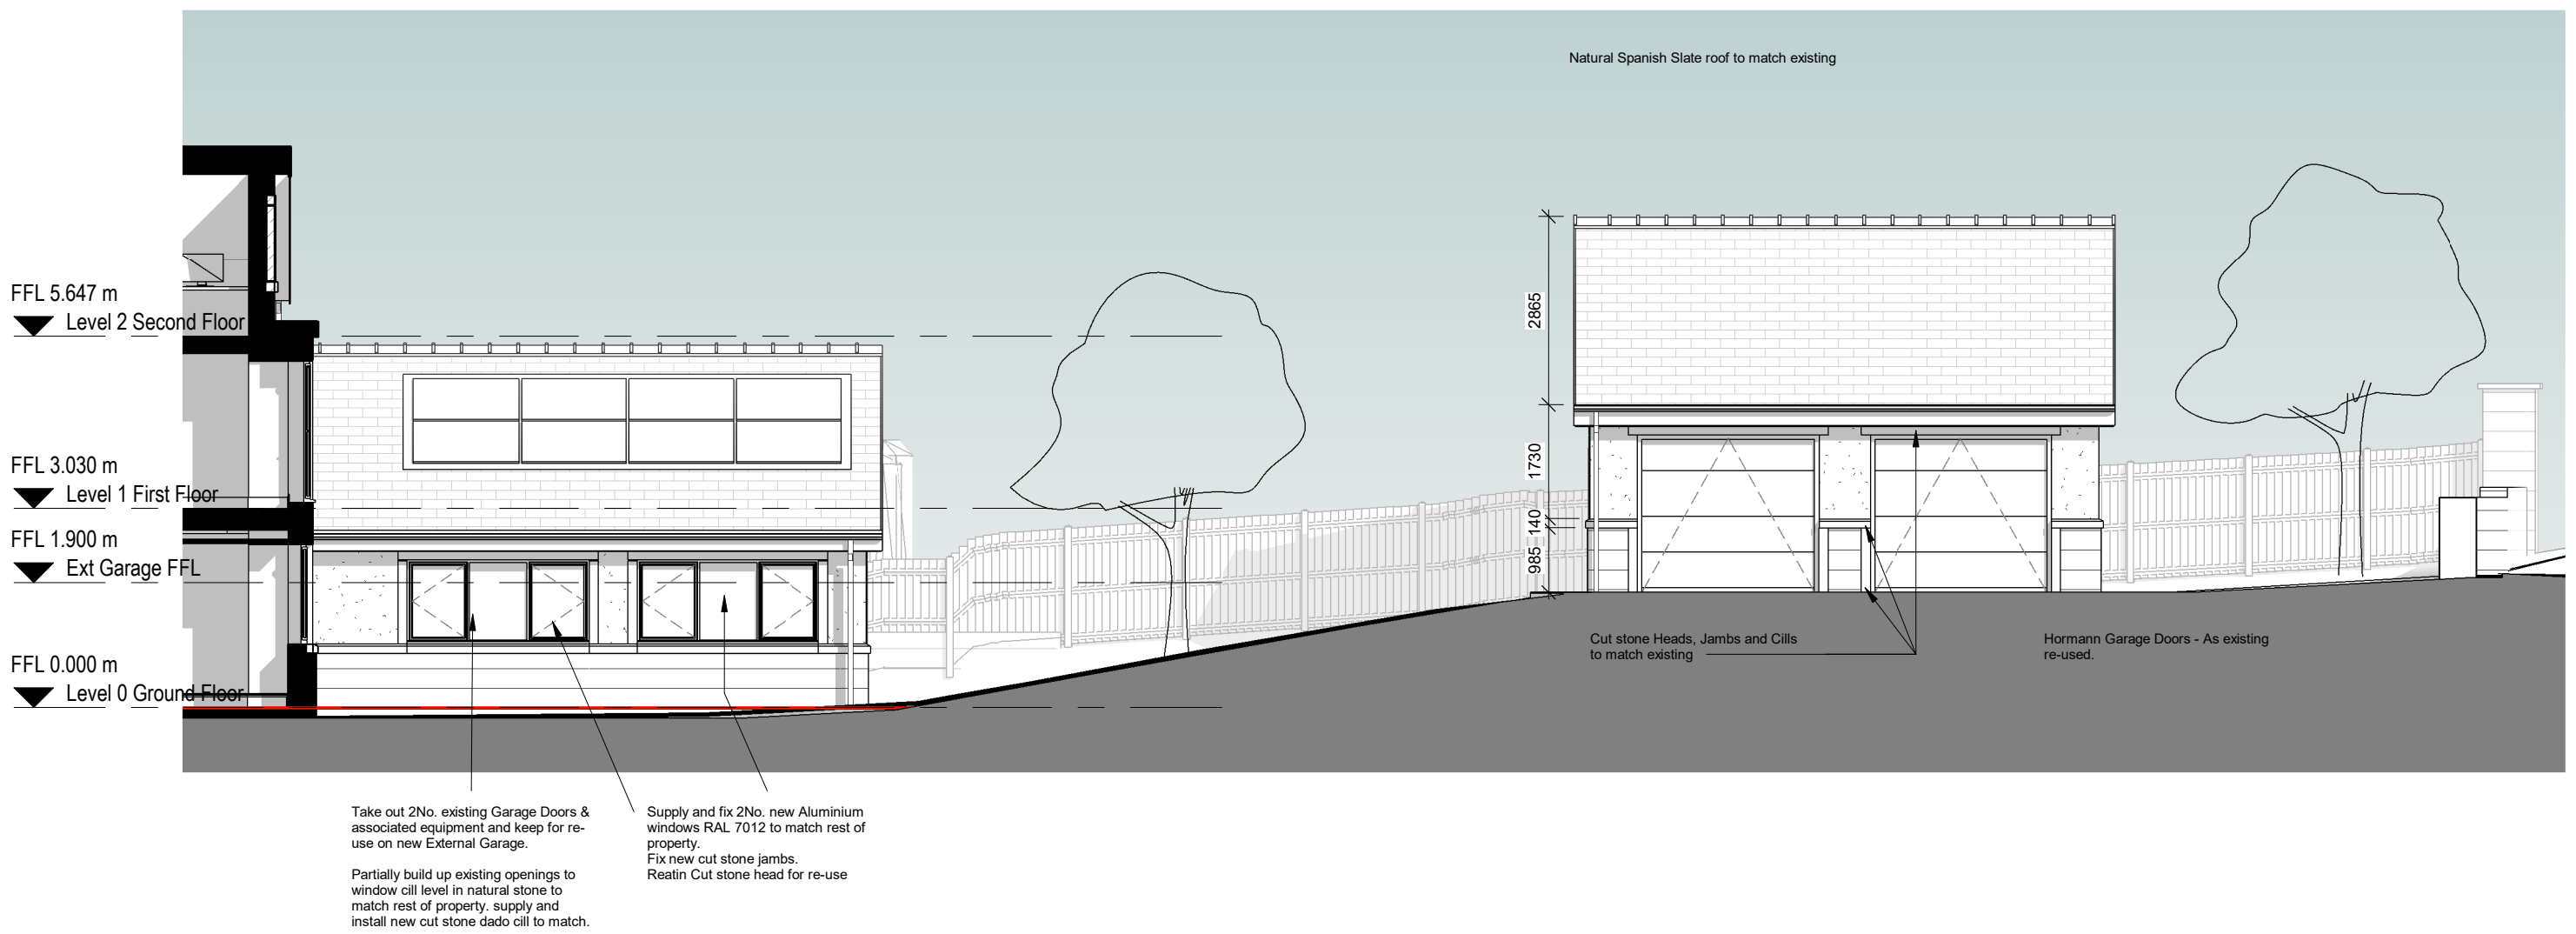 Natural Spanish Slate roof to match existing
FFL 5.647 m
Level 2 Second Floor
FFL 3.030 m
Level 1 First Floor
FFL 1.900 m
Ext Garage FFL
FFL 0.000 m
Level 0 Ground Floor
2865
1730
140
985
Cut stone Heads, Jambs and Cills
to match existing
Hormann Garage Doors - As existing
re-used.
Take out 2No. existing Garage Doors &
associated equipment and keep for re-
use on new External Garage.
Partially build up existing openings to
window cill level in natural stone to
match rest of property. supply and
install new cut stone dado cill to match.
Supply and fix 2No. new Aluminium
windows RAL 7012 to match rest of
property.
Fix new cut stone jambs.
Reatin Cut stone head for re-use